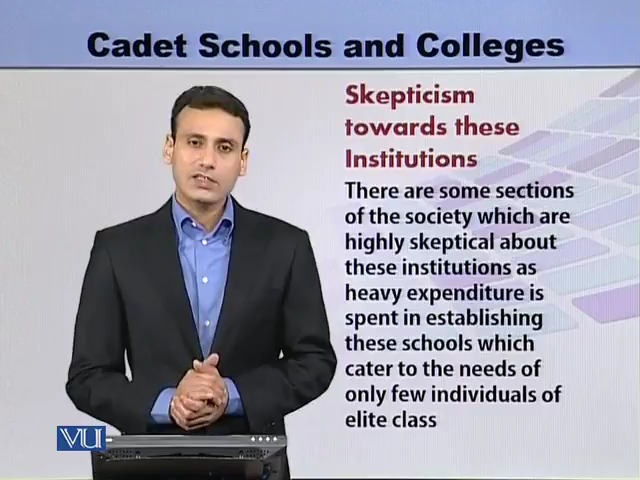 Cadet Schools and Colleges
Skepticism
towards these
Institutions
There are some sections
of the society which are
highly skeptical about
these institutions as
heavy expenditure is
spent in establishing
these schools which
cater to the needs of
only few individuals of
elite class
VU